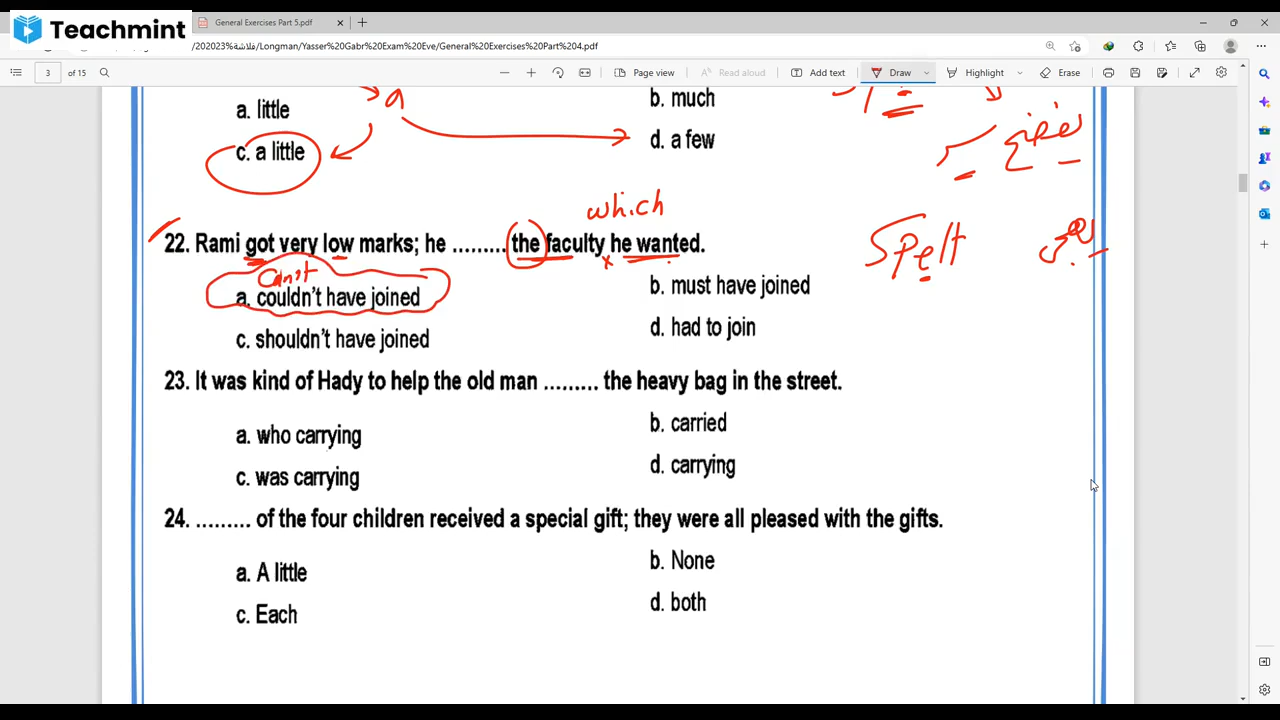 Teachmint
General Exercises Part 5.pdf
/202023%20فلاشة/Longman/Yasser%20Gabr%20Exam%20Eve/General%20Exercises%20Part%204.pdf
3 of 15 Page view Read aloud Add text Draw Highlight Erase
a
a. little b. much
c. a little d. a few
which
22. Rami got very low marks; he ......... the faculty he wanted.
Spelt
can't
a. couldn't have joined b. must have joined
c. shouldn't have joined d. had to join
23. It was kind of Hady to help the old man ......... the heavy bag in the street.
a. who carrying b. carried
c. was carrying d. carrying
24. ......... of the four children received a special gift; they were all pleased with the gifts.
a. A little b. None
c. Each d. both